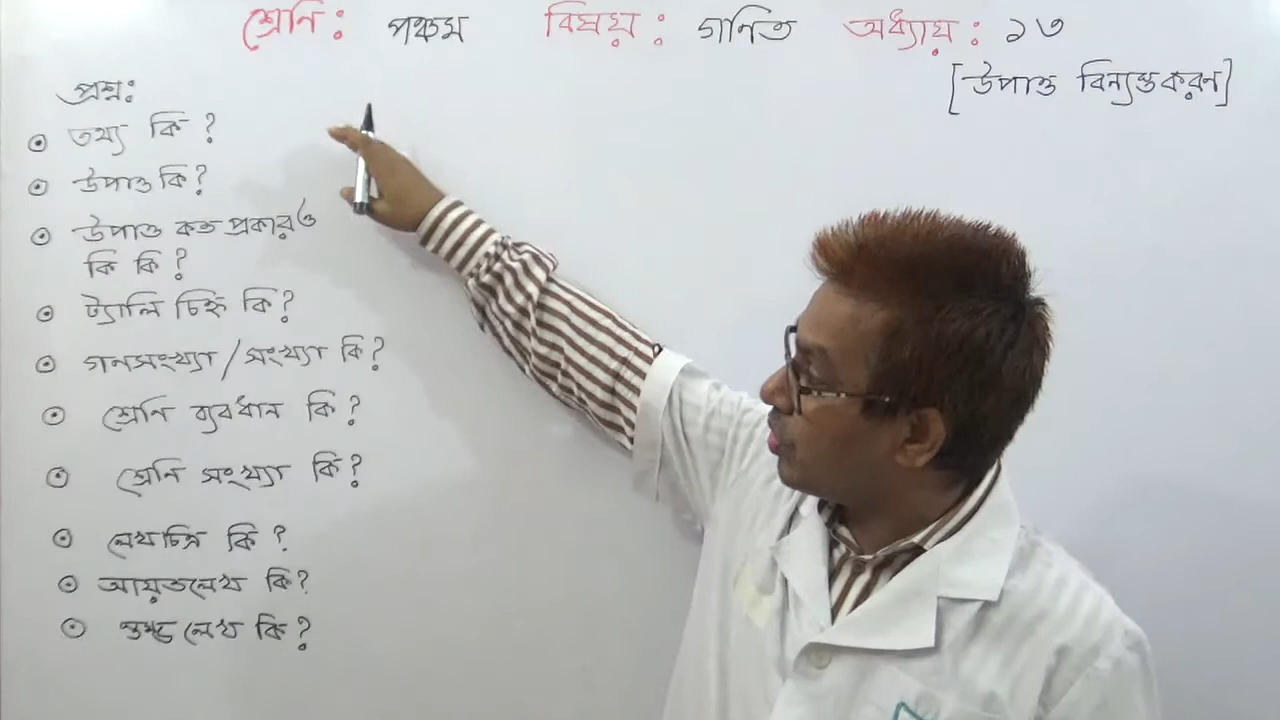 শ্রেনি: পঞ্চম বিষয়: গনিত অধ্যায়: ১৩
[উপাত্ত বিন্যস্তকরণ]
প্রশ্ন:
তথ্য কি?
উপাত্ত কি?
উপাত্ত কত প্রকার ও
কি কি?
ট্যালি চিহ্ন কি?
গনসংখ্যা/সংখ্যা কি?
শ্রেনি ব্যবধান কি?
শ্রেনি সংখ্যা কি?
লেখচিত্র কি?
আয়তলেখ কি?
স্তম্ভ লেখ কি?